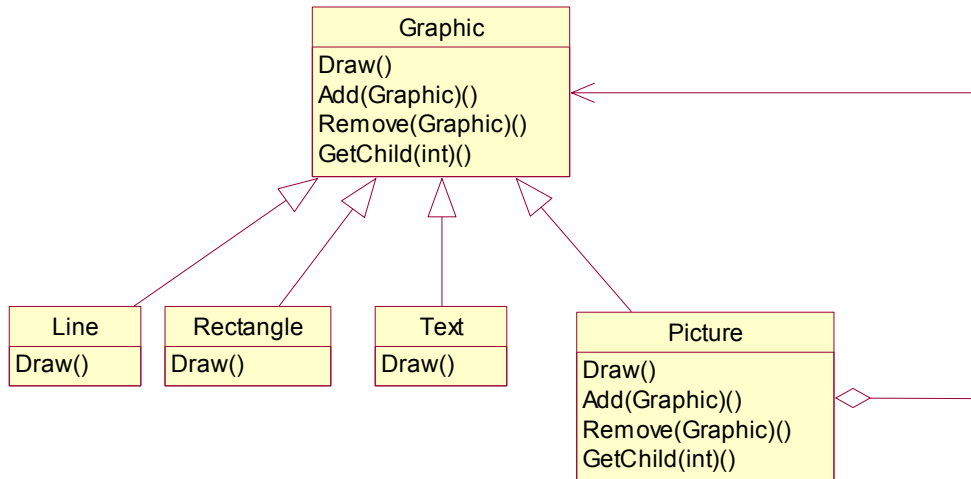 Graphic
Draw()
Add(Graphic)()
Remove(Graphic)()
GetChild(int)()
Line
Draw()
Rectangle
Draw()
Text
Draw()
Picture
Draw()
Add(Graphic)()
Remove(Graphic)()
GetChild(int)()